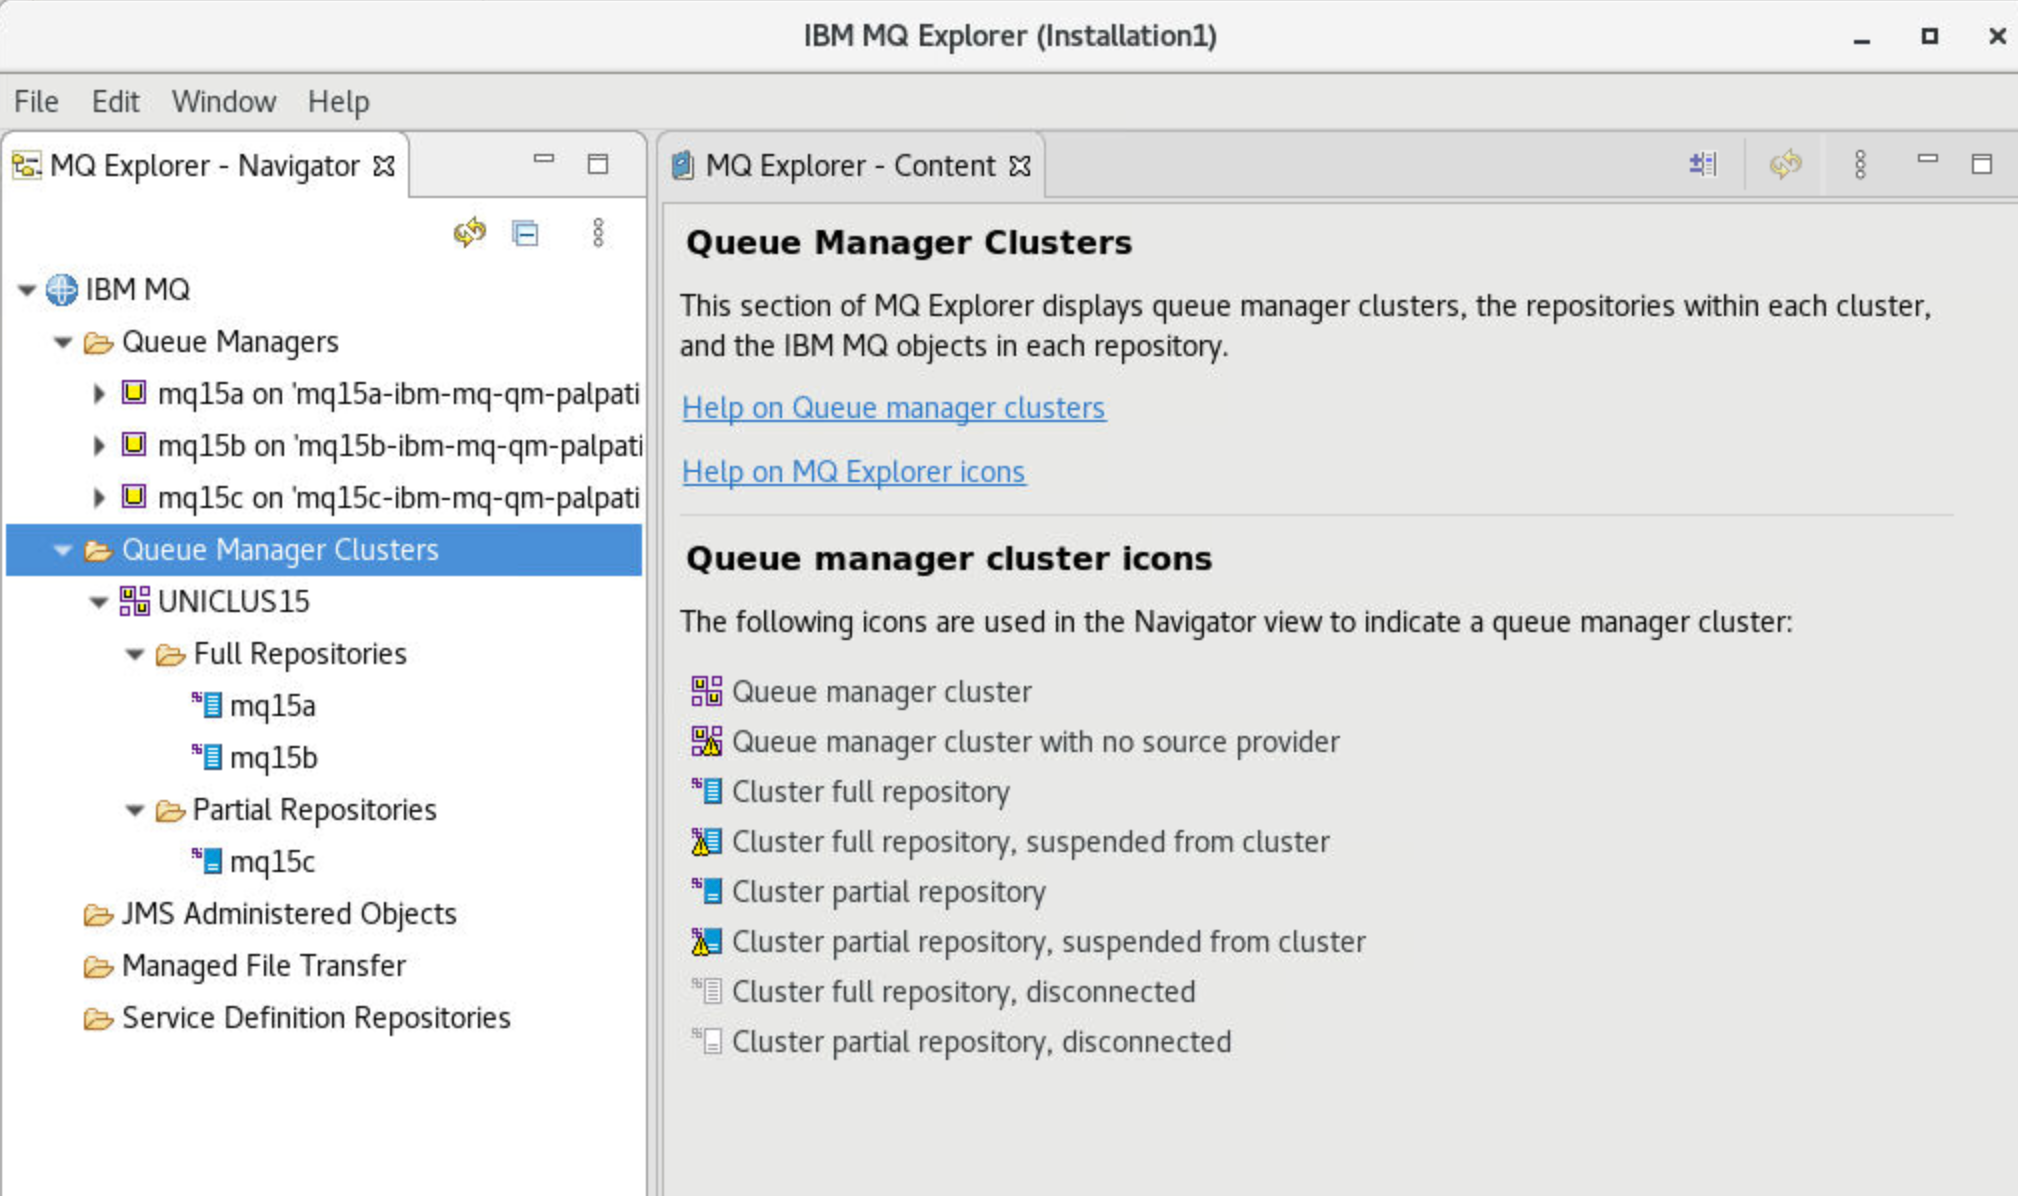 IBM MQ Explorer (Installation1)
File Edit Window Help
MQ Explorer - Navigator
IBM MQ
Queue Managers
mq15a on 'mq15a-ibm-mq-qm-palpati
mq15b on 'mq15b-ibm-mq-qm-palpati
mq15c on 'mq15c-ibm-mq-qm-palpati
Queue Manager Clusters
UNICLUS15
Full Repositories
mq15a
mq15b
Partial Repositories
mq15c
JMS Administered Objects
Managed File Transfer
Service Definition Repositories
MQ Explorer - Content
Queue Manager Clusters
This section of MQ Explorer displays queue manager clusters, the repositories within each cluster,
and the IBM MQ objects in each repository.
Help on Queue manager clusters
Help on MQ Explorer icons
Queue manager cluster icons
The following icons are used in the Navigator view to indicate a queue manager cluster:
Queue manager cluster
Queue manager cluster with no source provider
Cluster full repository
Cluster full repository, suspended from cluster
Cluster partial repository
Cluster partial repository, suspended from cluster
Cluster full repository, disconnected
Cluster partial repository, disconnected